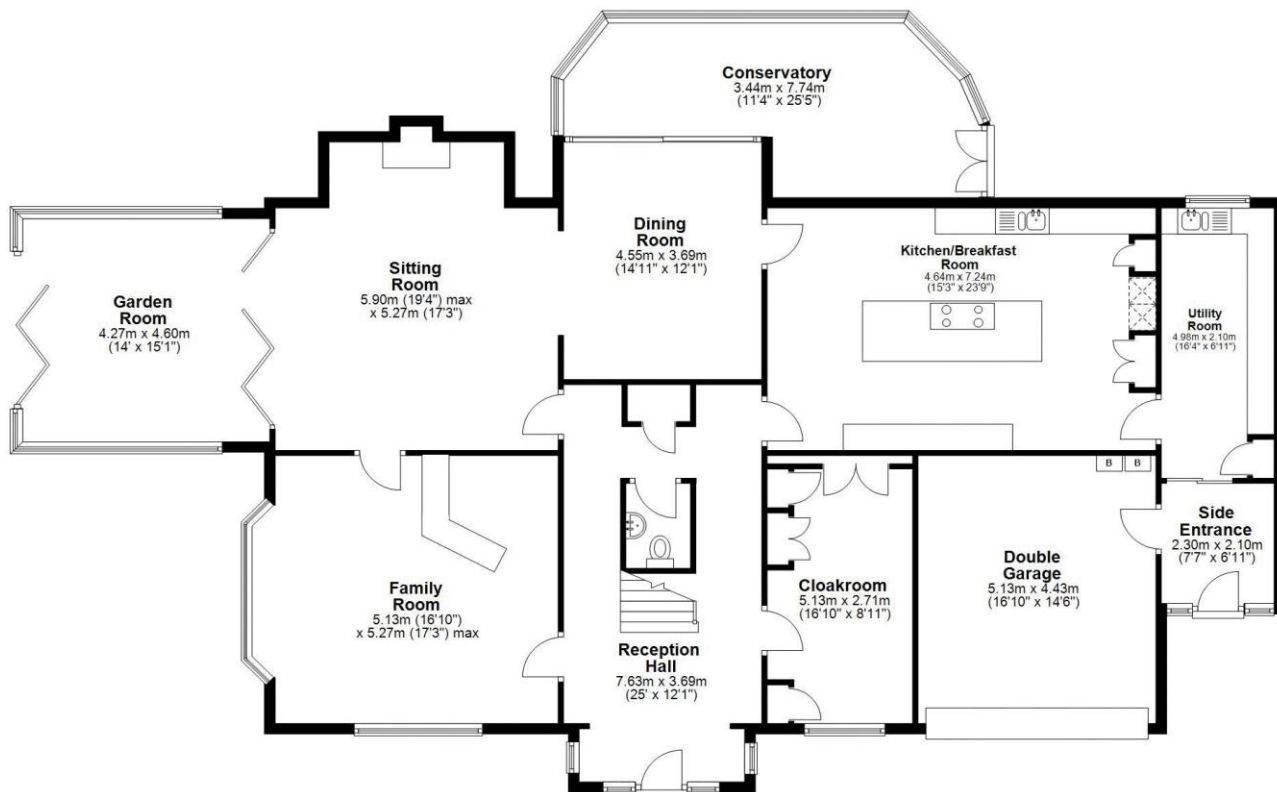 Conservatory
3.44m x 7.74m
(11'4" x 25'5")
Dining
Room
4.55m x 3.69m
(14'11" x 12'1")
Kitchen/Breakfast
Room
4.64m x 7.24m
(15'3" x 23'9")
Sitting
Room
5.90m (19'4") max
x 5.27m (17'3")
Garden
Room
4.27m x 4.60m
(14' x 15'1")
Utility
Room
4.98m x 2.10m
(16'4" x 6'11")
B B
Side
Entrance
2.30m x 2.10m
(7'7" x 6'11")
Double
Garage
5.13m x 4.43m
(16'10" x 14'6")
Cloakroom
5.13m x 2.71m
(16'10" x 8'11")
Family
Room
5.13m (16'10")
x 5.27m (17'3") max
Reception
Hall
7.63m x 3.69m
(25' x 12'1")